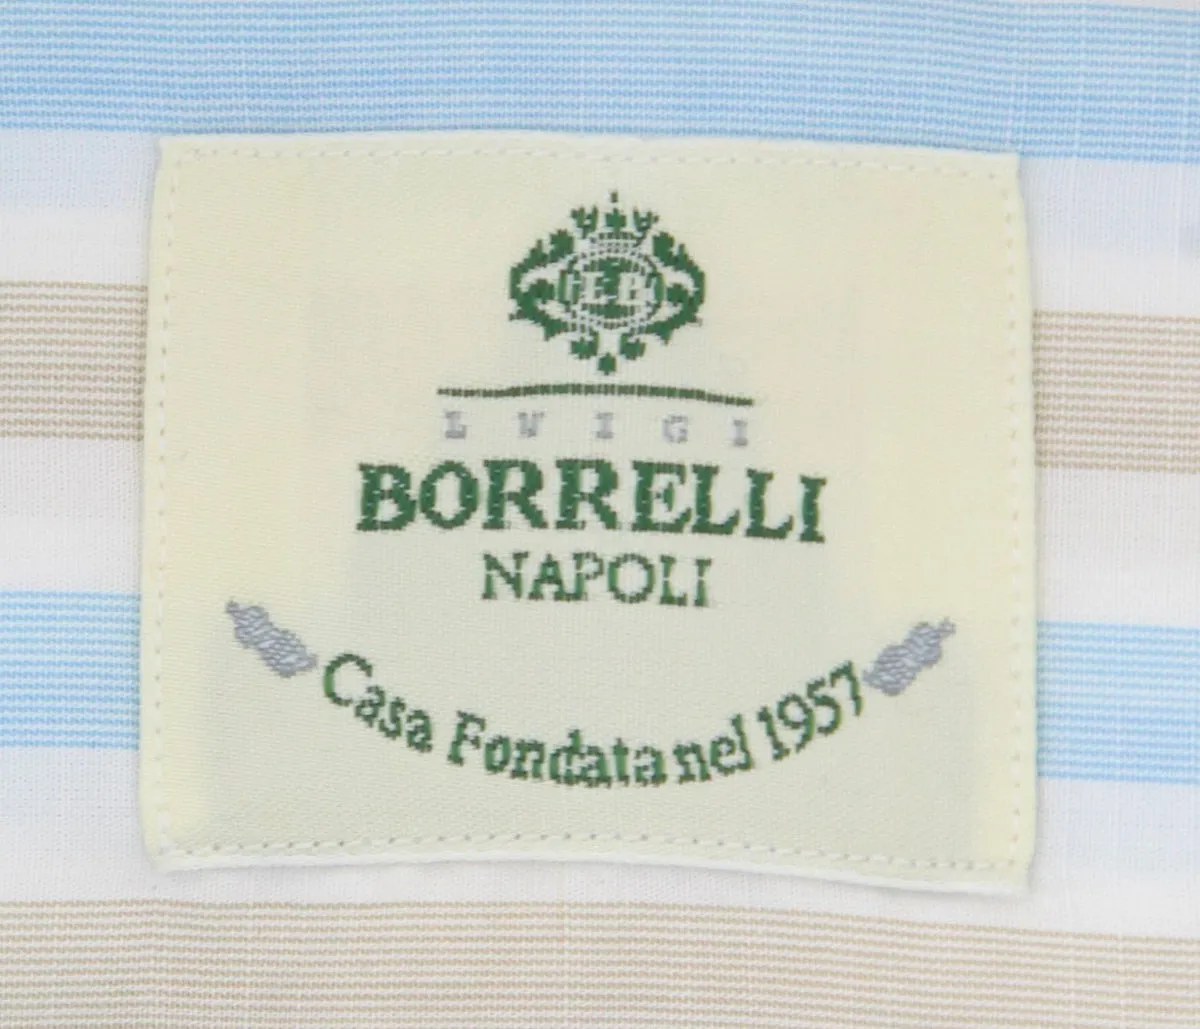 LUIGI
BORRELLI
NAPOLI
Casa Fondata nel 1957